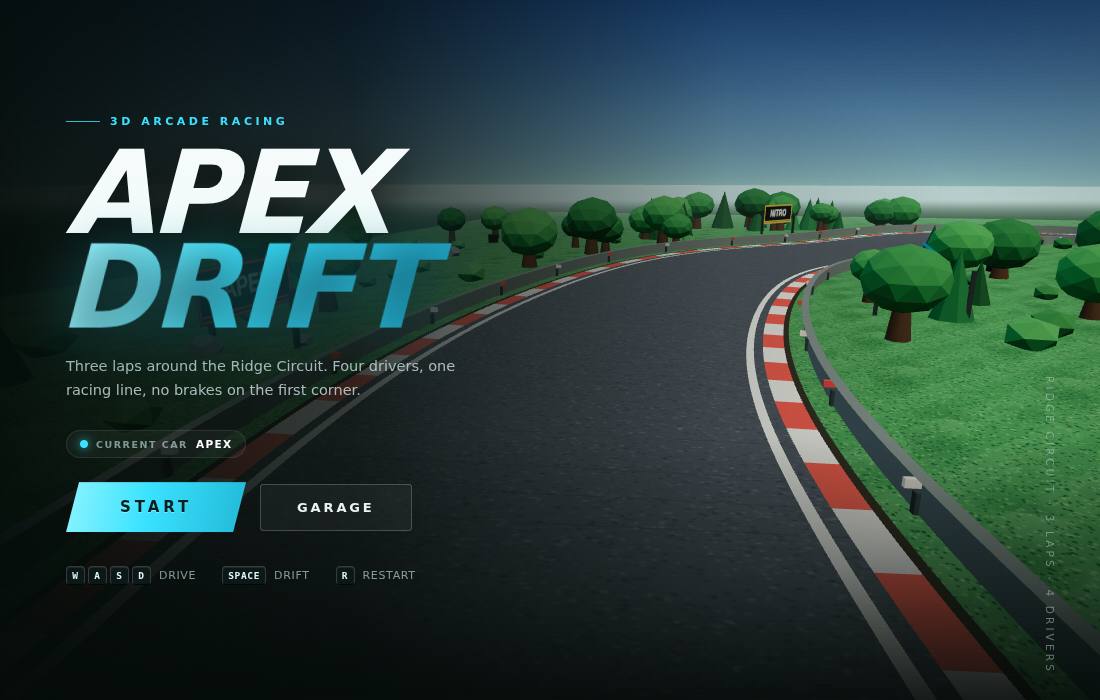 3D ARCADE RACING
APEX
DRIFT
Three laps around the Ridge Circuit. Four drivers, one
racing line, no brakes on the first corner.
CURRENT CAR APEX
START
GARAGE
W A S D DRIVE SPACE DRIFT R RESTART
NITRO
APEX
RIDGE CIRCUIT 3 LAPS 4 DRIVERS